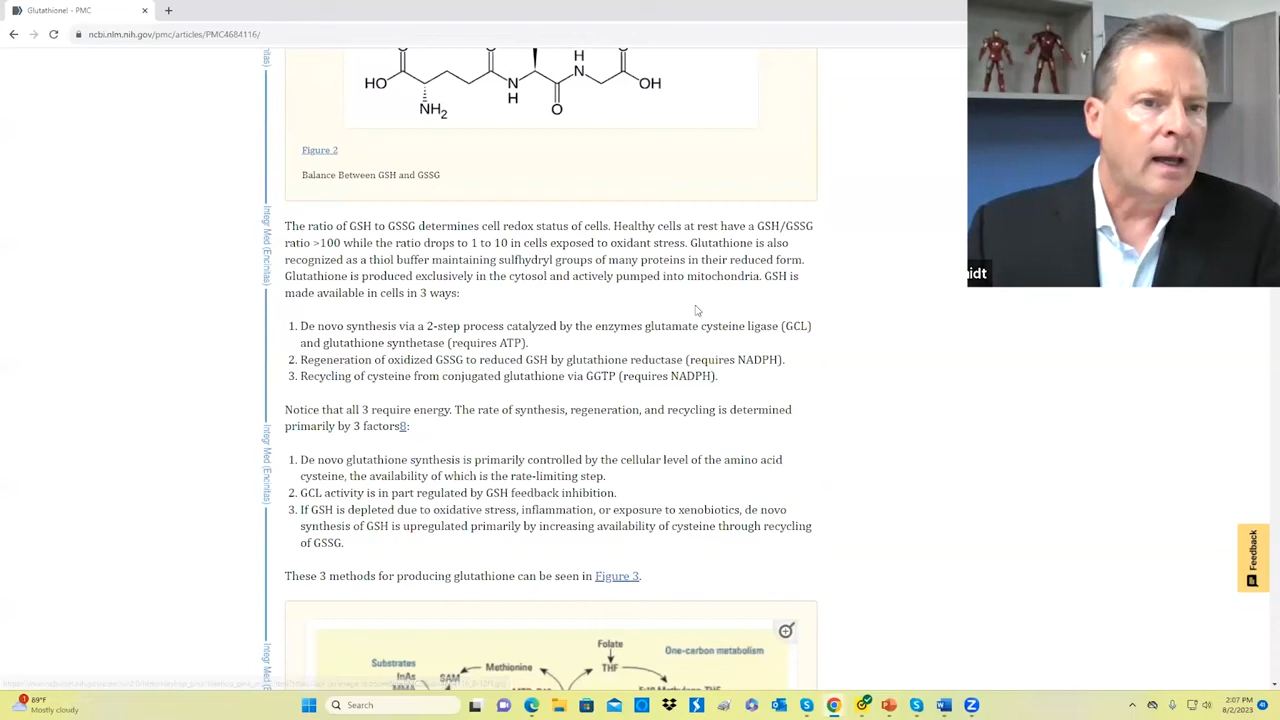 Glutathione! - PMC
ncbi.nlm.nih.gov/pmc/articles/PMC4684116/
HO
NH2
N
H
O
H
N
OH
Figure 2
Balance Between GSH and GSSG
The ratio of GSH to GSSG determines cell redox status of cells. Healthy cells at rest have a GSH/GSSG
ratio >100 while the ratio drops to 1 to 10 in cells exposed to oxidant stress. Glutathione is also
recognized as a thiol buffer maintaining sulfhydryl groups of many proteins in their reduced form.
Glutathione is produced exclusively in the cytosol and actively pumped into mitochondria. GSH is
made available in cells in 3 ways:
1. De novo synthesis via a 2-step process catalyzed by the enzymes glutamate cysteine ligase (GCL)
and glutathione synthetase (requires ATP).
2. Regeneration of oxidized GSSG to reduced GSH by glutathione reductase (requires NADPH).
3. Recycling of cysteine from conjugated glutathione via GGTP (requires NADPH).
Notice that all 3 require energy. The rate of synthesis, regeneration, and recycling is determined
primarily by 3 factors8:
1. De novo glutathione synthesis is primarily controlled by the cellular level of the amino acid
cysteine, the availability of which is the rate-limiting step.
2. GCL activity is in part regulated by GSH feedback inhibition.
3. If GSH is depleted due to oxidative stress, inflammation, or exposure to xenobiotics, de novo
synthesis of GSH is upregulated primarily by increasing availability of cysteine through recycling
of GSSG.
These 3 methods for producing glutathione can be seen in Figure 3.
Folate
One-carbon metabolism
Substrates
Methionine
THF
InAs
SAM
MMA
Integr Med (Encinitas)
Integr Med (Encinitas)
Integr Med
idt
Feedback
89°F
Mostly cloudy
Search
2:07 PM
8/2/2023